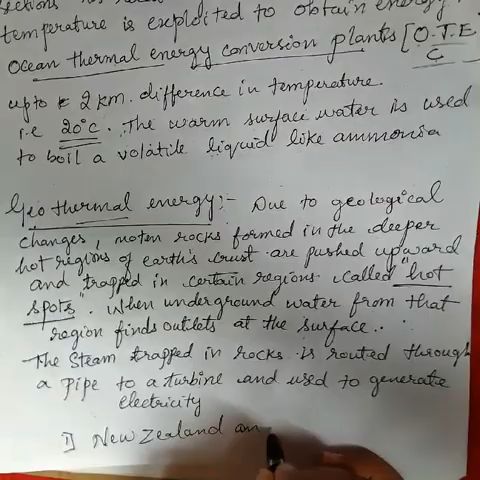 temperature is exploited to obtain energy
ocean thermal energy conversion plants [O.T.E
C
upto 2 km. difference in temperature.
i.e 20°c. The warm surface water is used
to boil a volatile liquid like ammonia
Geothermal energy:- Due to geological
changes, moten rocks formed in the deeper
hot regions of earth's crust are pushed upward
and trapped in certain regions called "hot
spots". When underground water from that
region finds outlets at the surface..
The Steam trapped in rocks is routed through
a pipe to a turbine and used to generate
electricity
1) New Zealand am